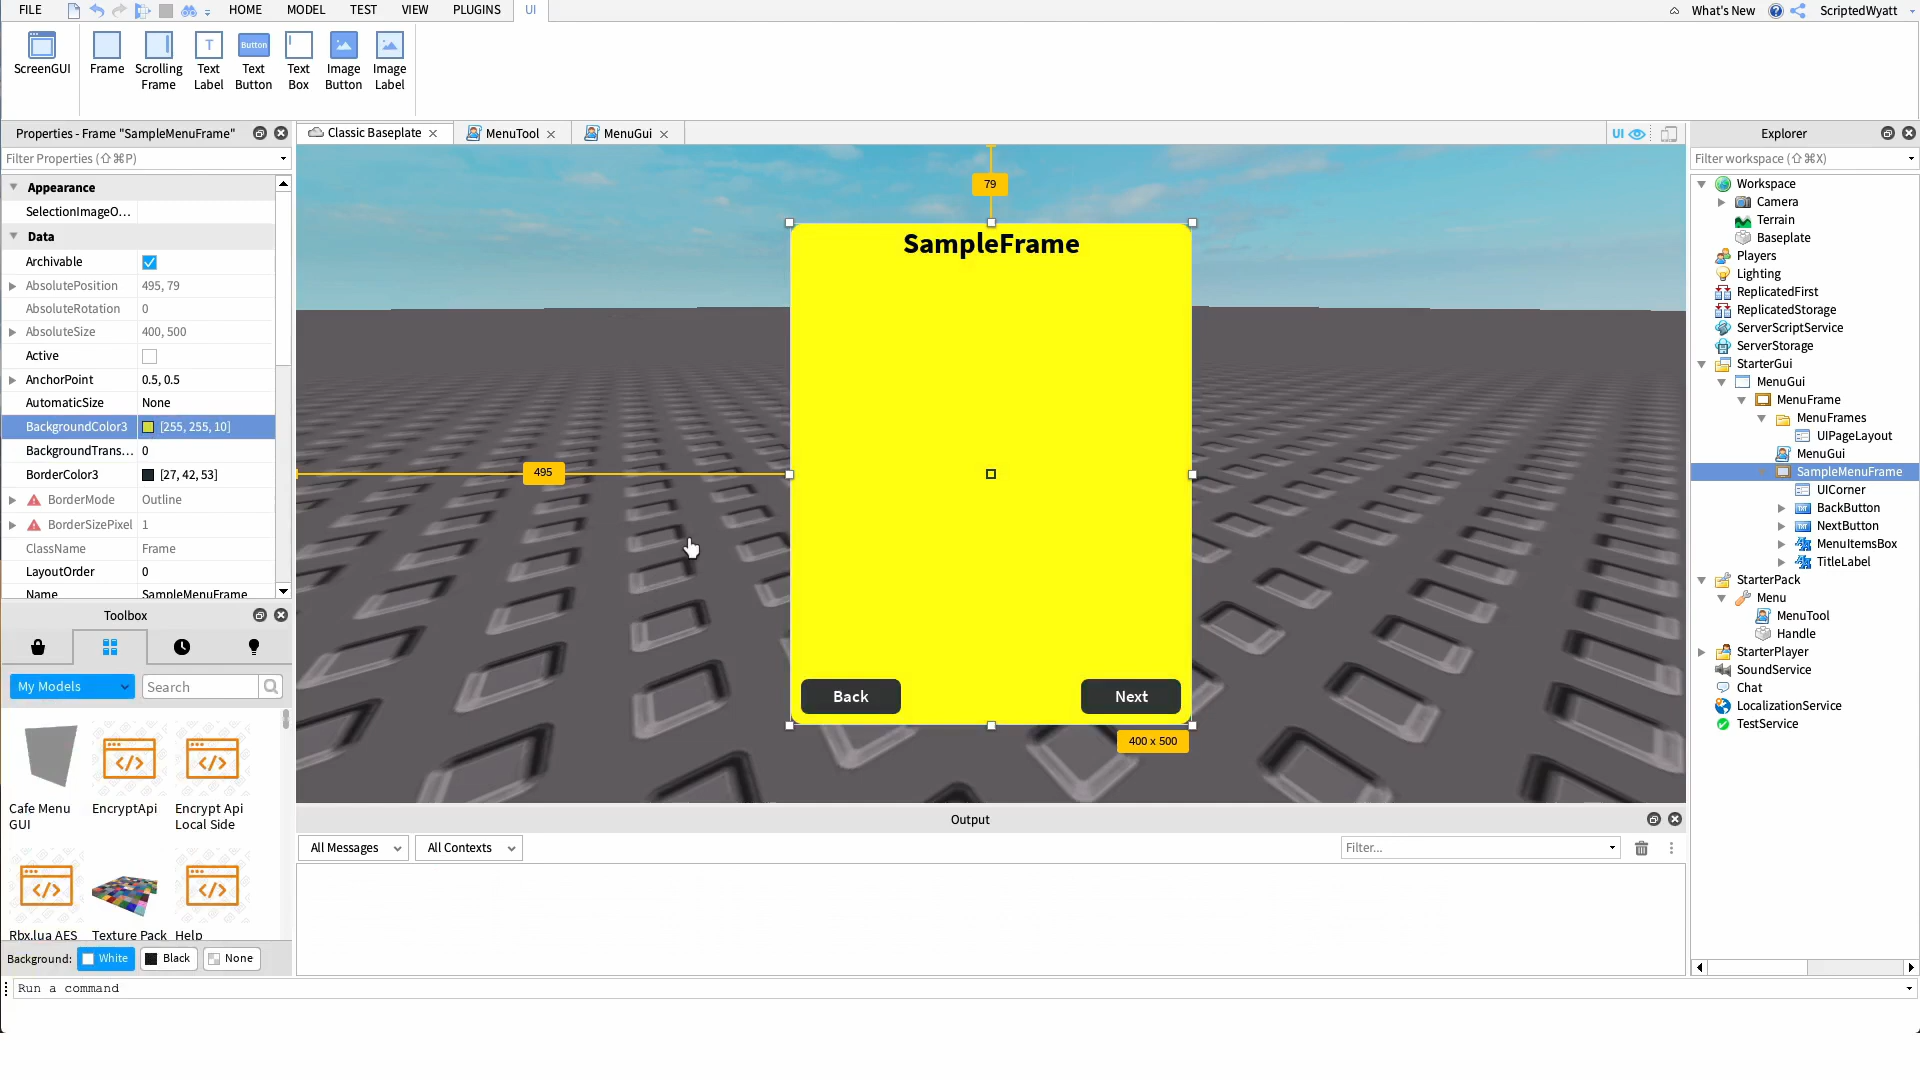 FILE
HOME
MODEL
TEST
VIEW
PLUGINS
UI
What's New
ScriptedWyatt
ScreenGUI
Frame
Scrolling
Frame
T
Text
Label
Button
Text
Button
Text
Box
Image
Button
Image
Label
Properties - Frame "SampleMenuFrame"
Filter Properties (⇧⌘P)
Appearance
SelectionImageO...
Data
Archivable
AbsolutePosition 495, 79
AbsoluteRotation 0
AbsoluteSize 400, 500
Active
AnchorPoint 0.5, 0.5
AutomaticSize None
BackgroundColor3 [255, 255, 10]
BackgroundTrans... 0
BorderColor3 [27, 42, 53]
BorderMode Outline
BorderSizePixel 1
ClassName Frame
LayoutOrder 0
Name SampleMenuFrame
Toolbox
My Models
Search
Cafe Menu
GUI
EncryptApi
Encrypt Api
Local Side
Rbx.lua AES
Texture Pack
Help
Background: White Black None
Run a command
Classic Baseplate
MenuTool
MenuGui
UI
79
SampleFrame
495
Back
Next
400 x 500
Output
All Messages
All Contexts
Filter...
Explorer
Filter workspace (⇧⌘X)
Workspace
Camera
Terrain
Baseplate
Players
Lighting
ReplicatedFirst
ReplicatedStorage
ServerScriptService
ServerStorage
StarterGui
MenuGui
MenuFrame
MenuFrames
UIPageLayout
MenuGui
SampleMenuFrame
UICorner
BackButton
NextButton
MenuItemsBox
TitleLabel
StarterPack
Menu
MenuTool
Handle
StarterPlayer
SoundService
Chat
LocalizationService
TestService